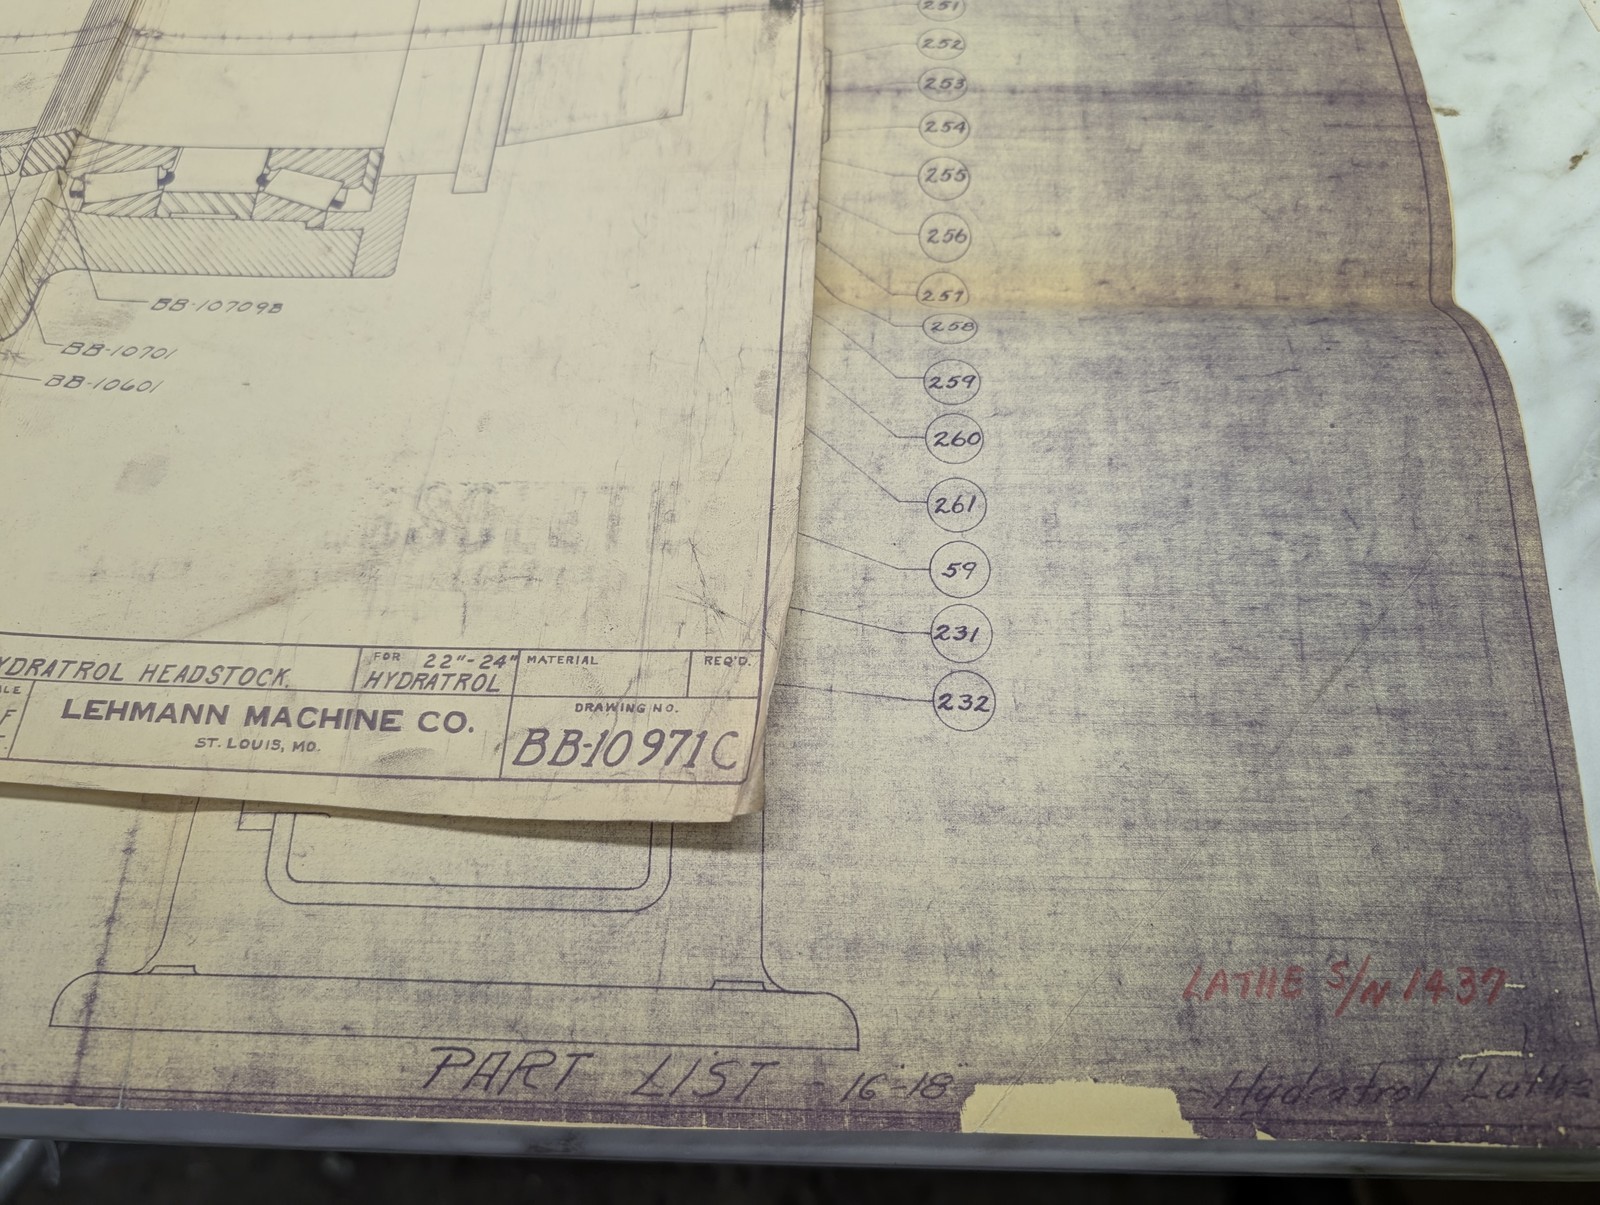 251
252
253
254
255
256
257
258
259
260
261
59
231
232
BB-10709B
BB-10701
BB-10601
YDRATROL HEADSTOCK.
FOR 22"-24" HYDRATROL
MATERIAL
REQ'D.
LEHMANN MACHINE CO.
ST. LOUIS, MO.
DRAWING NO.
BB-10971C
LATHE S/N 1437
PART LIST 16-18" Hydratrol Lathe